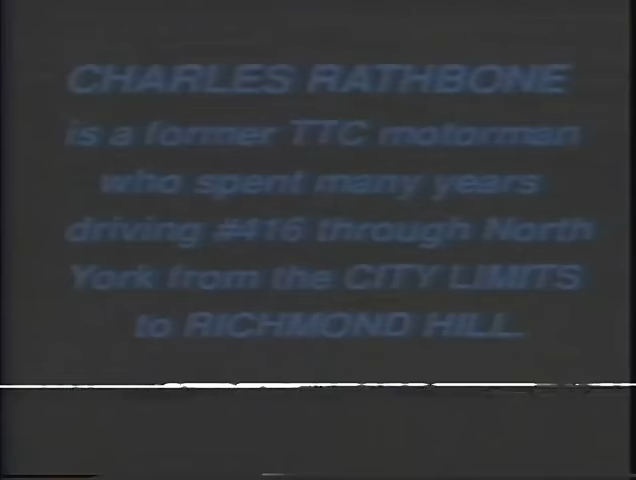 CHARLES RATHBONE
is a former TTC motorman
who spent many years
driving #416 through North
York from the CITY LIMITS
to RICHMOND HILL.